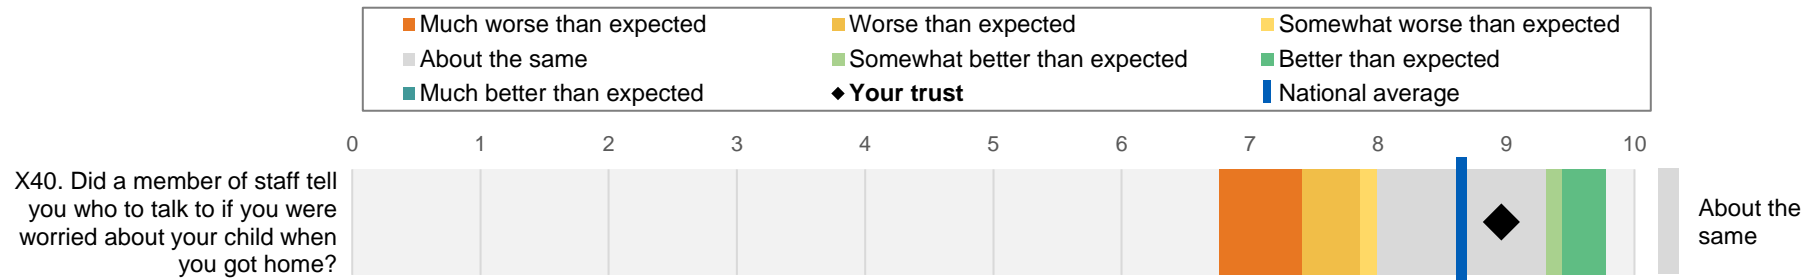 Much worse than expected Worse than expected Somewhat worse than expected
About the same Somewhat better than expected Better than expected
Much better than expected Your trust National average
0 1 2 3 4 5 6 7 8 9 10
X40. Did a member of staff tell
you who to talk to if you were
worried about your child when
you got home?
About the
same